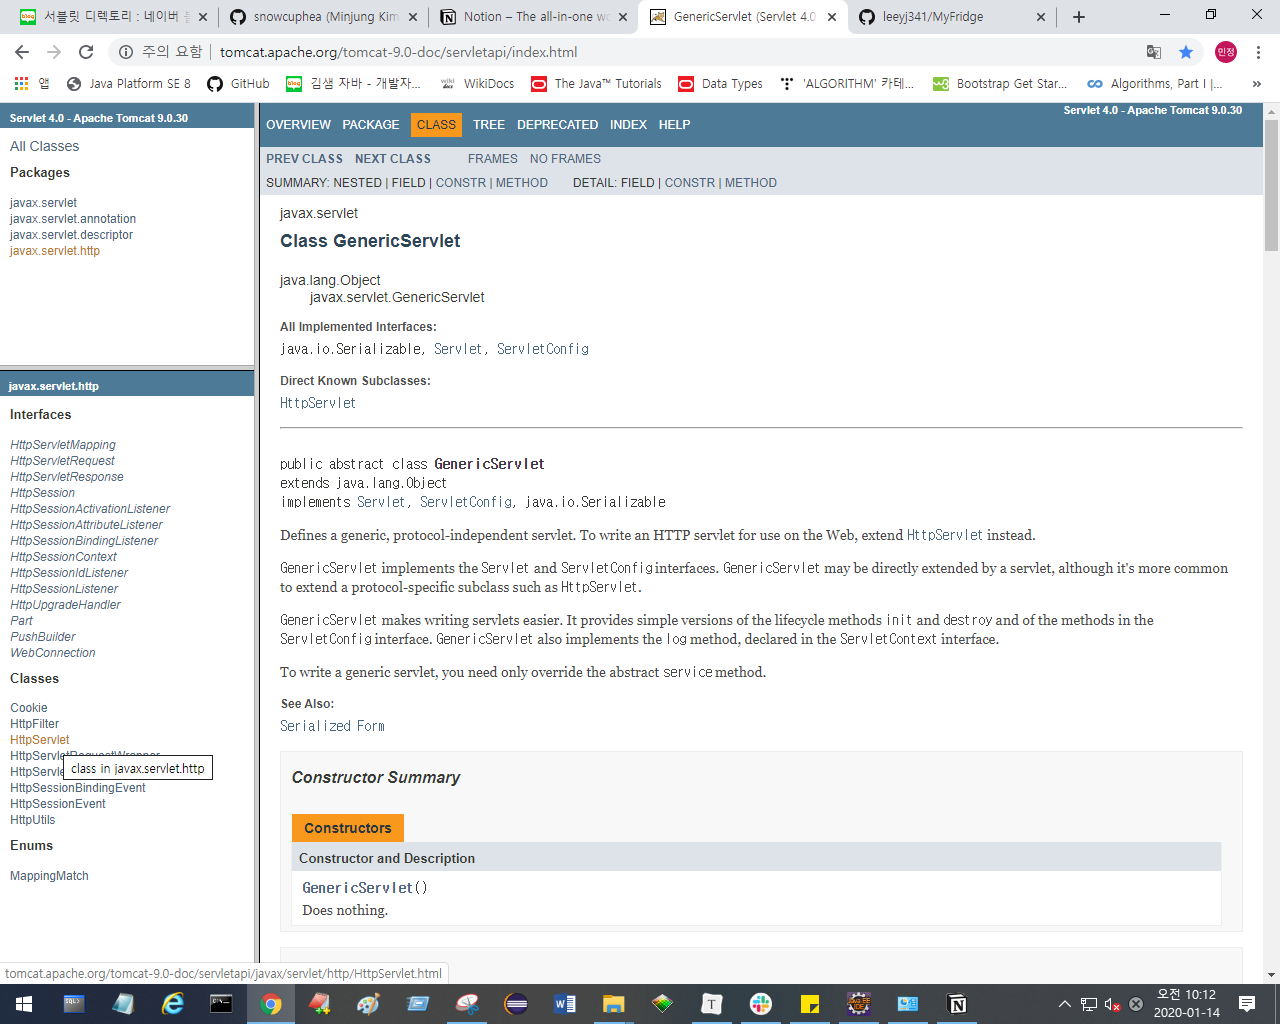 서블릿 디렉토리 : 네이버 블
snowcuphea (Minjung Kim
Notion – The all-in-one wo
GenericServlet (Servlet 4.0
leeyj341/MyFridge
주의 요함
tomcat.apache.org/tomcat-9.0-doc/servletapi/index.html
민정
앱
Java Platform SE 8
GitHub
김샘 자바 - 개발자...
WikiDocs
The Java™ Tutorials
Data Types
'ALGORITHM' 카테...
Bootstrap Get Star...
Algorithms, Part I |...
»
Servlet 4.0 - Apache Tomcat 9.0.30
All Classes
Packages
javax.servlet
javax.servlet.annotation
javax.servlet.descriptor
javax.servlet.http
javax.servlet.http
Interfaces
HttpServletMapping
HttpServletRequest
HttpServletResponse
HttpSession
HttpSessionActivationListener
HttpSessionAttributeListener
HttpSessionBindingListener
HttpSessionContext
HttpSessionIdListener
HttpSessionListener
HttpUpgradeHandler
Part
PushBuilder
WebConnection
Classes
Cookie
HttpFilter
HttpServlet
HttpServletRequestWrapper
HttpServle
class in javax.servlet.http
HttpSessionBindingEvent
HttpSessionEvent
HttpUtils
Enums
MappingMatch
Servlet 4.0 - Apache Tomcat 9.0.30
OVERVIEW PACKAGE CLASS TREE DEPRECATED INDEX HELP
PREV CLASS NEXT CLASS FRAMES NO FRAMES
SUMMARY: NESTED | FIELD | CONSTR | METHOD DETAIL: FIELD | CONSTR | METHOD
javax.servlet
Class GenericServlet
java.lang.Object
javax.servlet.GenericServlet
All Implemented Interfaces:
java.io.Serializable, Servlet, ServletConfig
Direct Known Subclasses:
HttpServlet
public abstract class GenericServlet
extends java.lang.Object
implements Servlet, ServletConfig, java.io.Serializable
Defines a generic, protocol-independent servlet. To write an HTTP servlet for use on the Web, extend HttpServlet instead.
GenericServlet implements the Servlet and ServletConfig interfaces. GenericServlet may be directly extended by a servlet, although it's more common
to extend a protocol-specific subclass such as HttpServlet.
GenericServlet makes writing servlets easier. It provides simple versions of the lifecycle methods init and destroy and of the methods in the
ServletConfig interface. GenericServlet also implements the log method, declared in the ServletContext interface.
To write a generic servlet, you need only override the abstract service method.
See Also:
Serialized Form
Constructor Summary
Constructors
Constructor and Description
GenericServlet()
Does nothing.
tomcat.apache.org/tomcat-9.0-doc/servletapi/javax/servlet/http/HttpServlet.html
오전 10:12
2020-01-14